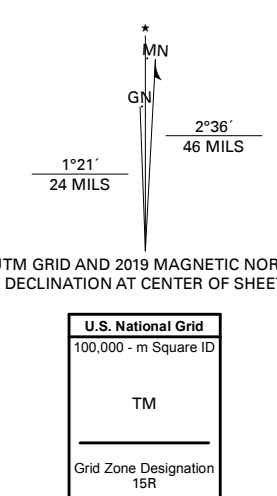 ★
MN
GN
2°36´
46 MILS
1°21´
24 MILS
UTM GRID AND 2019 MAGNETIC NOR
DECLINATION AT CENTER OF SHEET
U.S. National Grid
100,000 - m Square ID
TM
Grid Zone Designation
15R